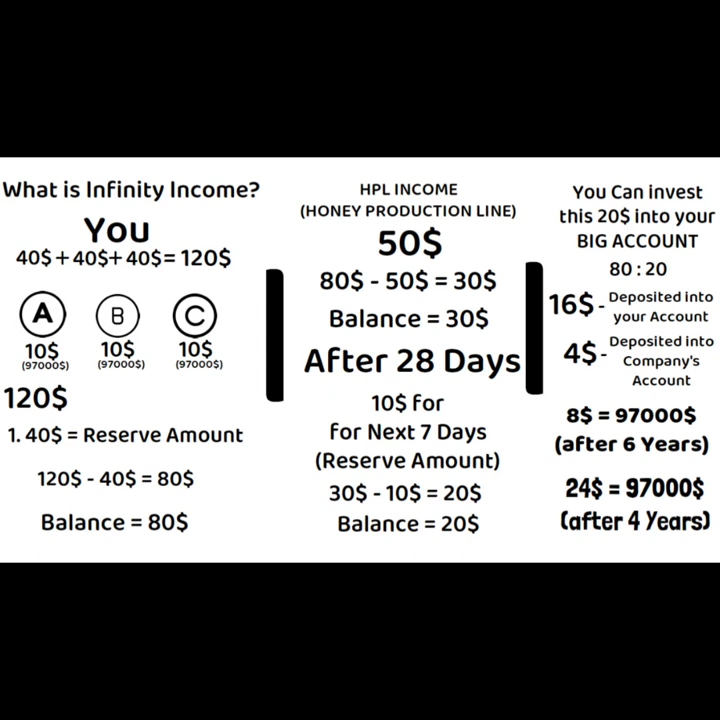 What is Infinity Income?
You
40$ + 40$+ 40$= 120$
A B C
10$ 10$ 10$
(97000$) (97000$) (97000$)
120$
1. 40$ = Reserve Amount
120$ - 40$ = 80$
Balance = 80$
HPL INCOME
(HONEY PRODUCTION LINE)
50$
80$ - 50$ = 30$
Balance = 30$
After 28 Days
10$ for
for Next 7 Days
(Reserve Amount)
30$ - 10$ = 20$
Balance = 20$
You Can invest
this 20$ into your
BIG ACCOUNT
80 : 20
16$- Deposited into
your Account
4$- Deposited into
Company's
Account
8$ = 97000$
(after 6 Years)
24$ = 97000$
(after 4 Years)